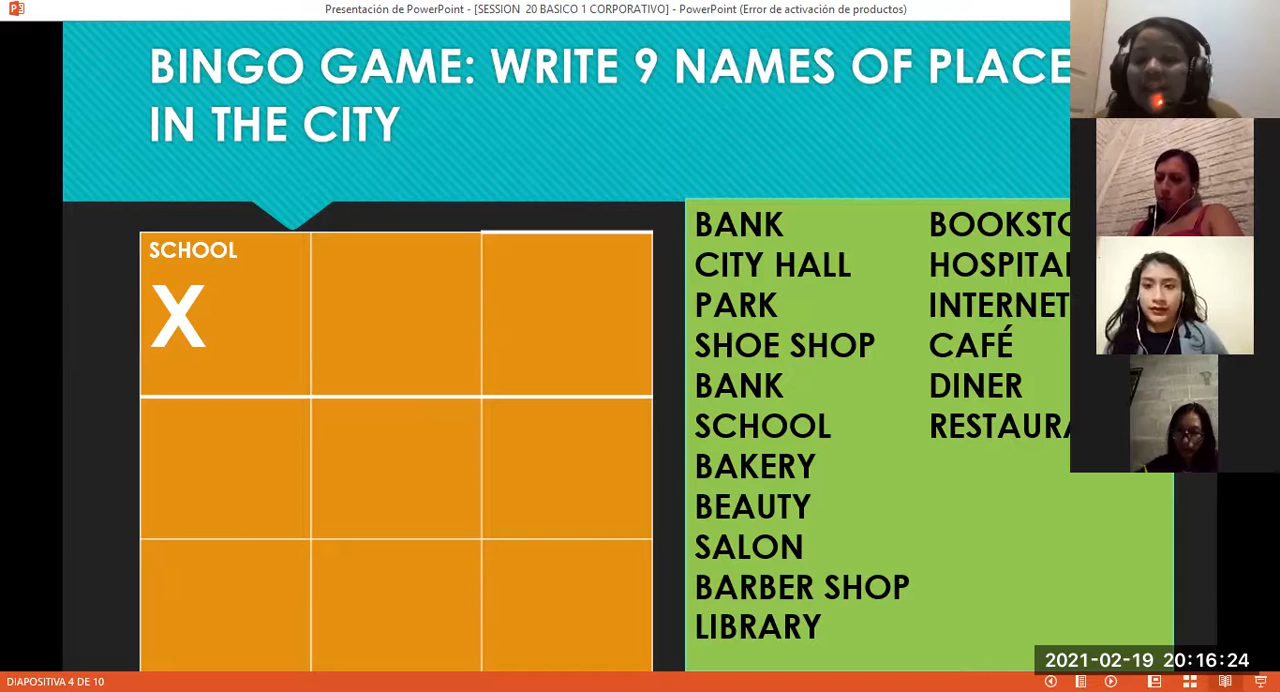 Presentación de PowerPoint - [SESSION 20 BASICO 1 CORPORATIVO] - PowerPoint (Error de activación de productos)
BINGO GAME: WRITE 9 NAMES OF PLACE
IN THE CITY
SCHOOL
X
BANK
CITY HALL
PARK
SHOE SHOP
BANK
SCHOOL
BAKERY
BEAUTY
SALON
BARBER SHOP
LIBRARY
BOOKSTO
HOSPITAL
INTERNET
CAFÉ
DINER
RESTAURA
2021-02-19 20:16:24
DIAPOSITIVA 4 DE 10